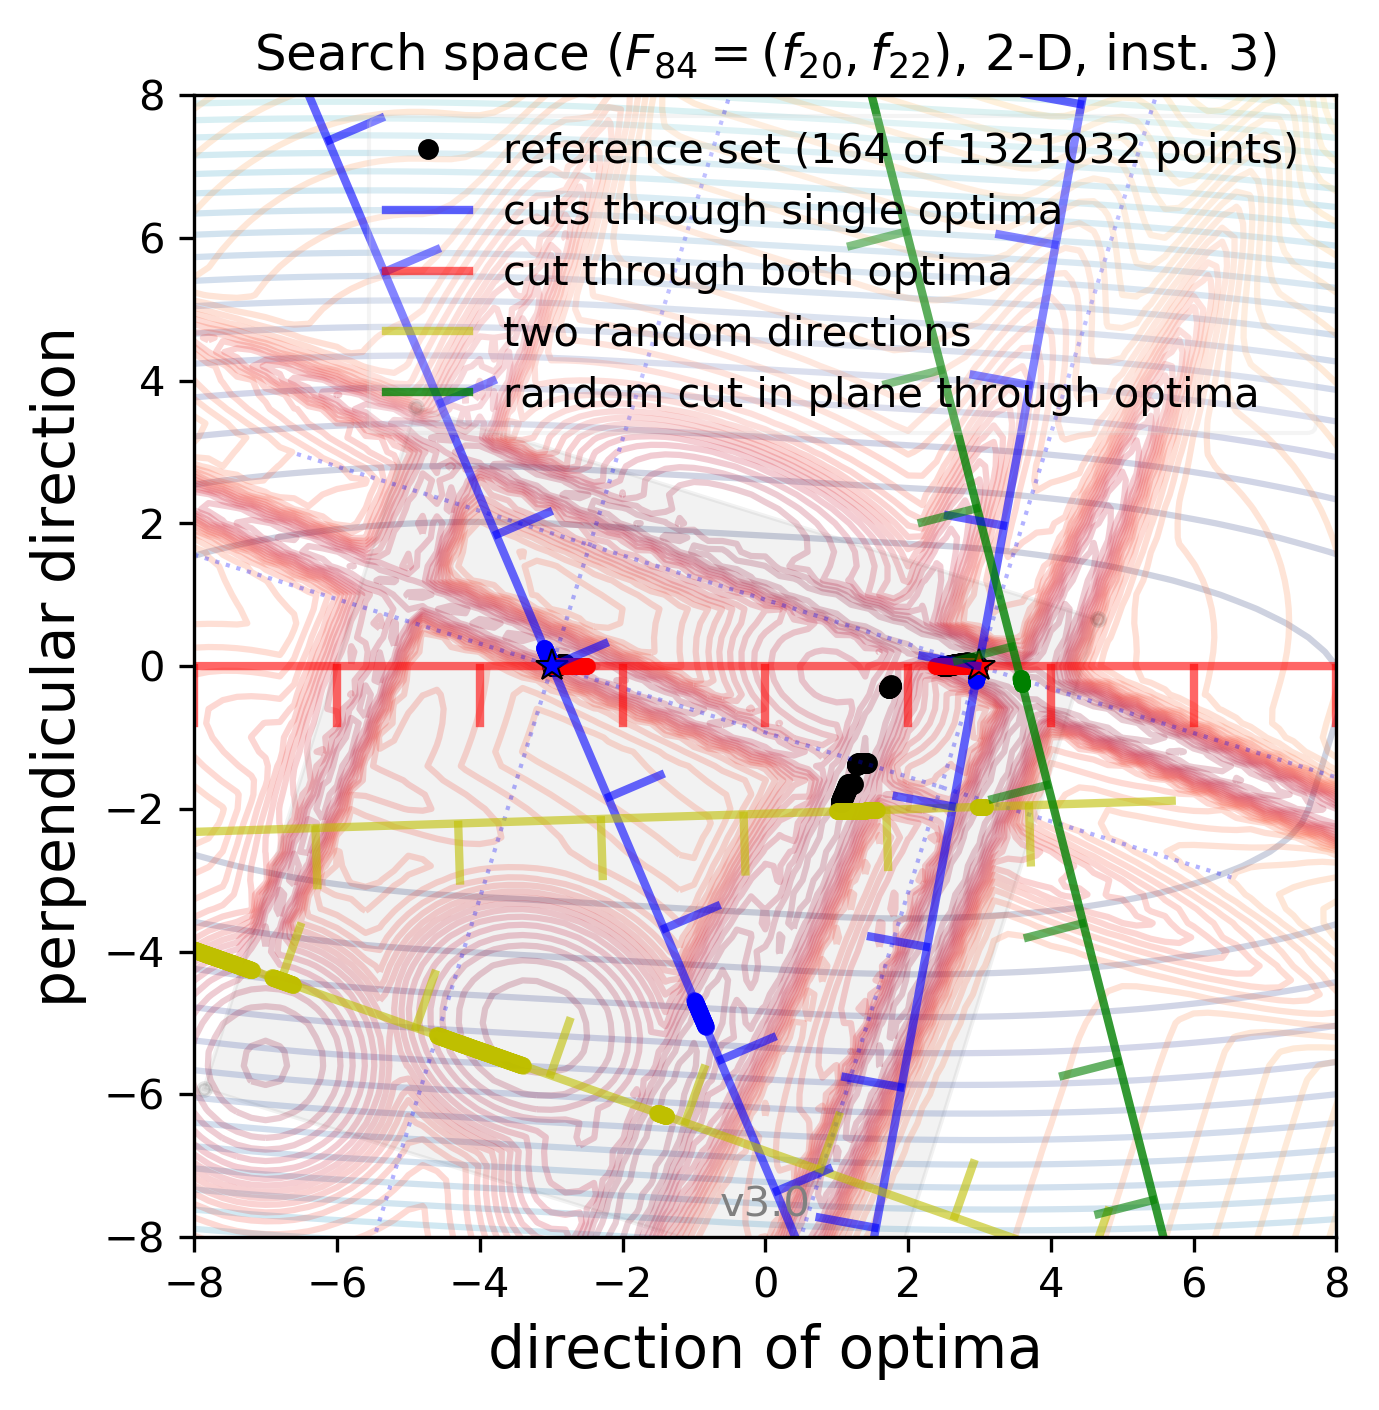 Search space (F84 = (f20, f22), 2-D, inst. 3)
reference set (164 of 1321032 points)
cuts through single optima
cut through both optima
two random directions
random cut in plane through optima
perpendicular direction
8
6
4
2
0
−2
−4
−6
−8
v3.0
−8 −6 −4 −2 0 2 4 6 8
direction of optima